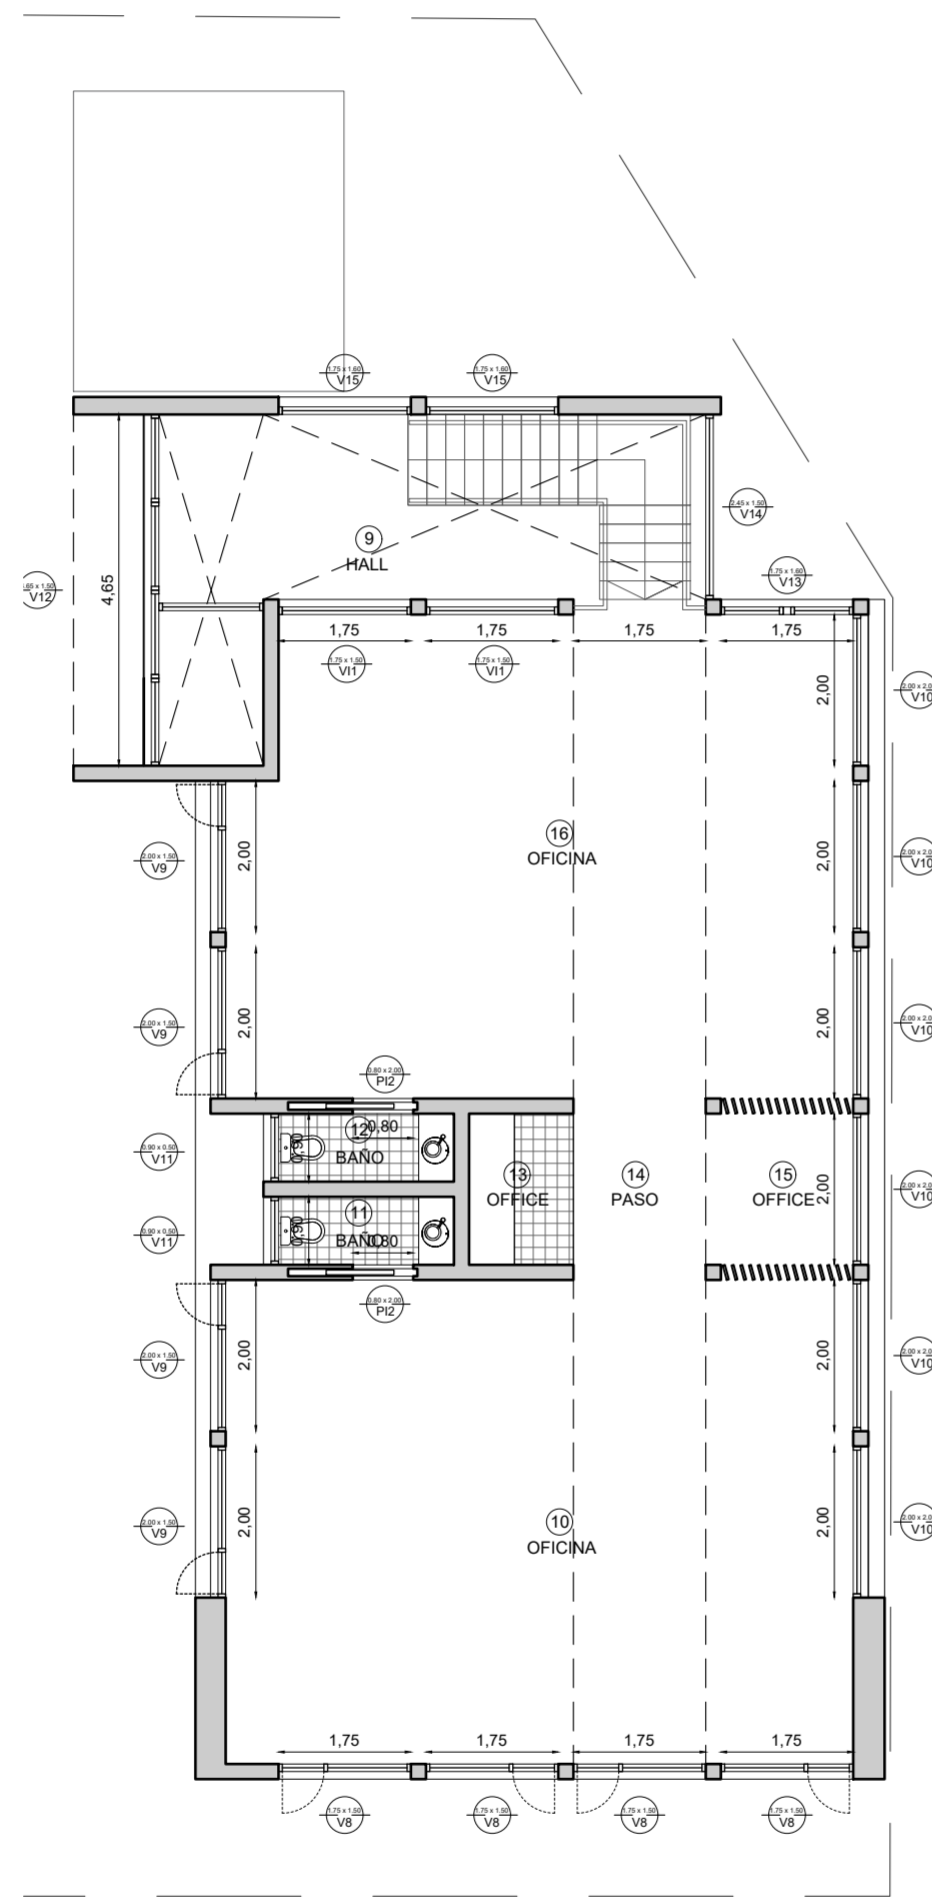 1.75 x 1.60
V15
1.75 x 1.60
V15
2.45 x 1.50
V14
9
HALL
1.75 x 1.60
V13
V12
4,65
1,75
1,75
1,75
1,75
1.75 x 1.50
VI1
1.75 x 1.50
VI1
2,00
V10
16
OFICINA
2.00 x 1.50
V9
2,00
2,00
V10
2.00 x 1.50
V9
2,00
2,00
V10
0.80 x 2.00
PI2
12
0,80
BAÑO
0,90
0.90 x 0.50
V11
13
OFFICE
14
PASO
15
OFFICE
2,00
V10
11
BAÑO
0,80
0,90
0.90 x 0.50
V11
0.80 x 2.00
PI2
2.00 x 1.50
V9
2,00
2,00
V10
10
OFICINA
2.00 x 1.50
V9
2,00
2,00
V10
1,75
1,75
1,75
1,75
1.75 x 1.50
V8
1.75 x 1.50
V8
1.75 x 1.50
V8
1.75 x 1.50
V8